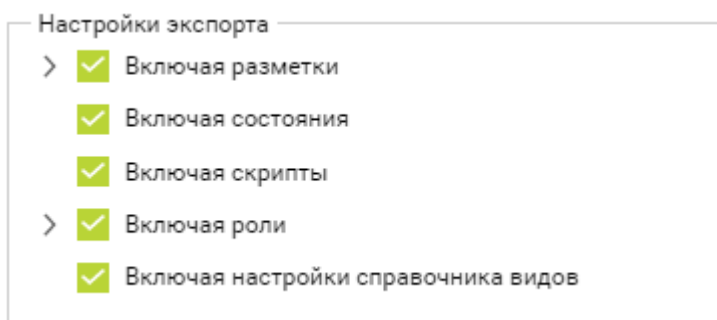 Настройки экспорта
Включая разметки
Включая состояния
Включая скрипты
Включая роли
Включая настройки справочника видов